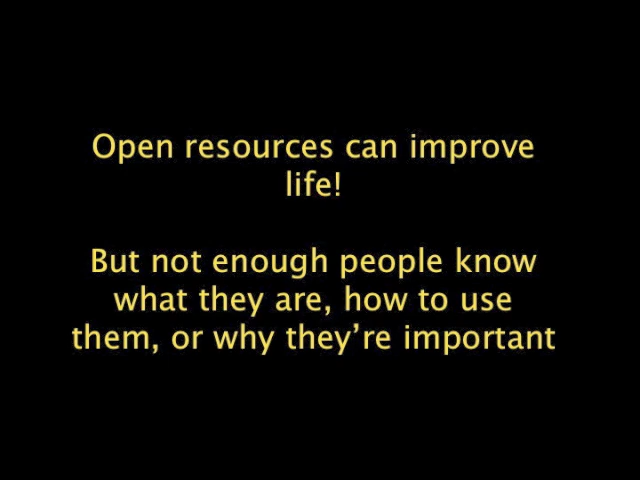 Open resources can improve
life!
But not enough people know
what they are, how to use
them, or why they’re important